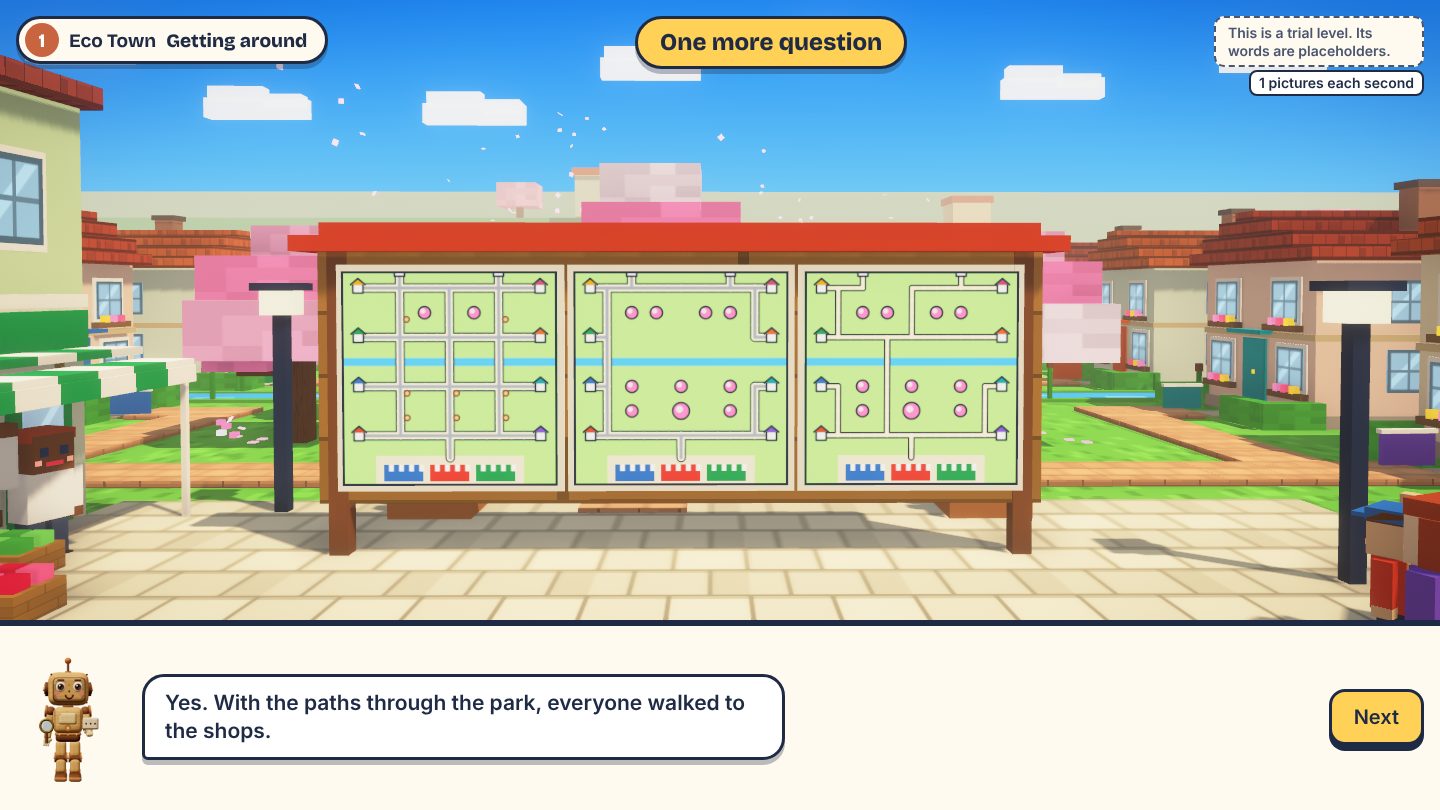 1 Eco Town Getting around
One more question
This is a trial level. Its
words are placeholders.
1 pictures each second
Yes. With the paths through the park, everyone walked to
the shops.
Next